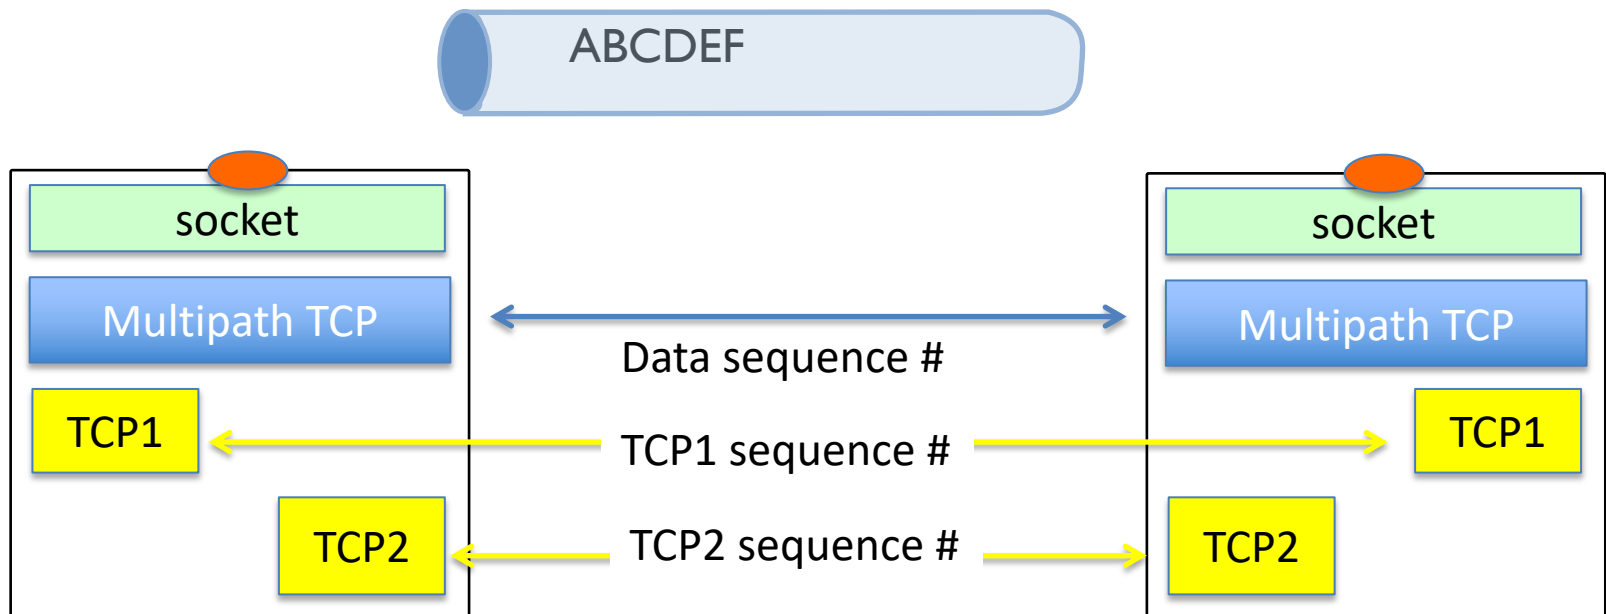 ABCDEF
socket
socket
Multipath TCP
Multipath TCP
Data sequence #
TCP1
TCP1 sequence #
TCP1
TCP2
TCP2 sequence #
TCP2